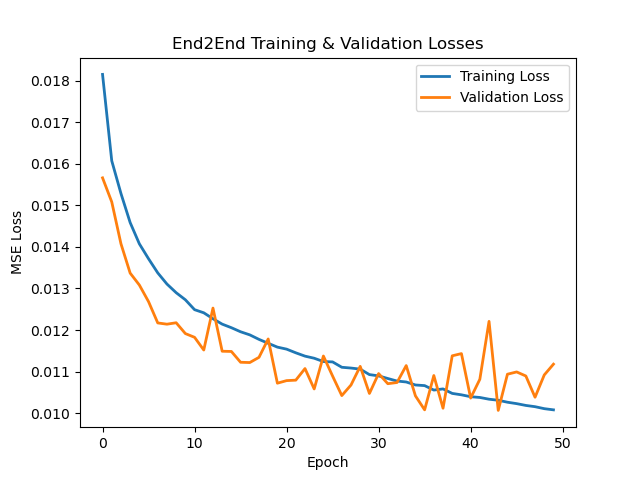 End2End Training & Validation Losses
Training Loss
Validation Loss
MSE Loss
0.018
0.017
0.016
0.015
0.014
0.013
0.012
0.011
0.010
0 10 20 30 40 50
Epoch